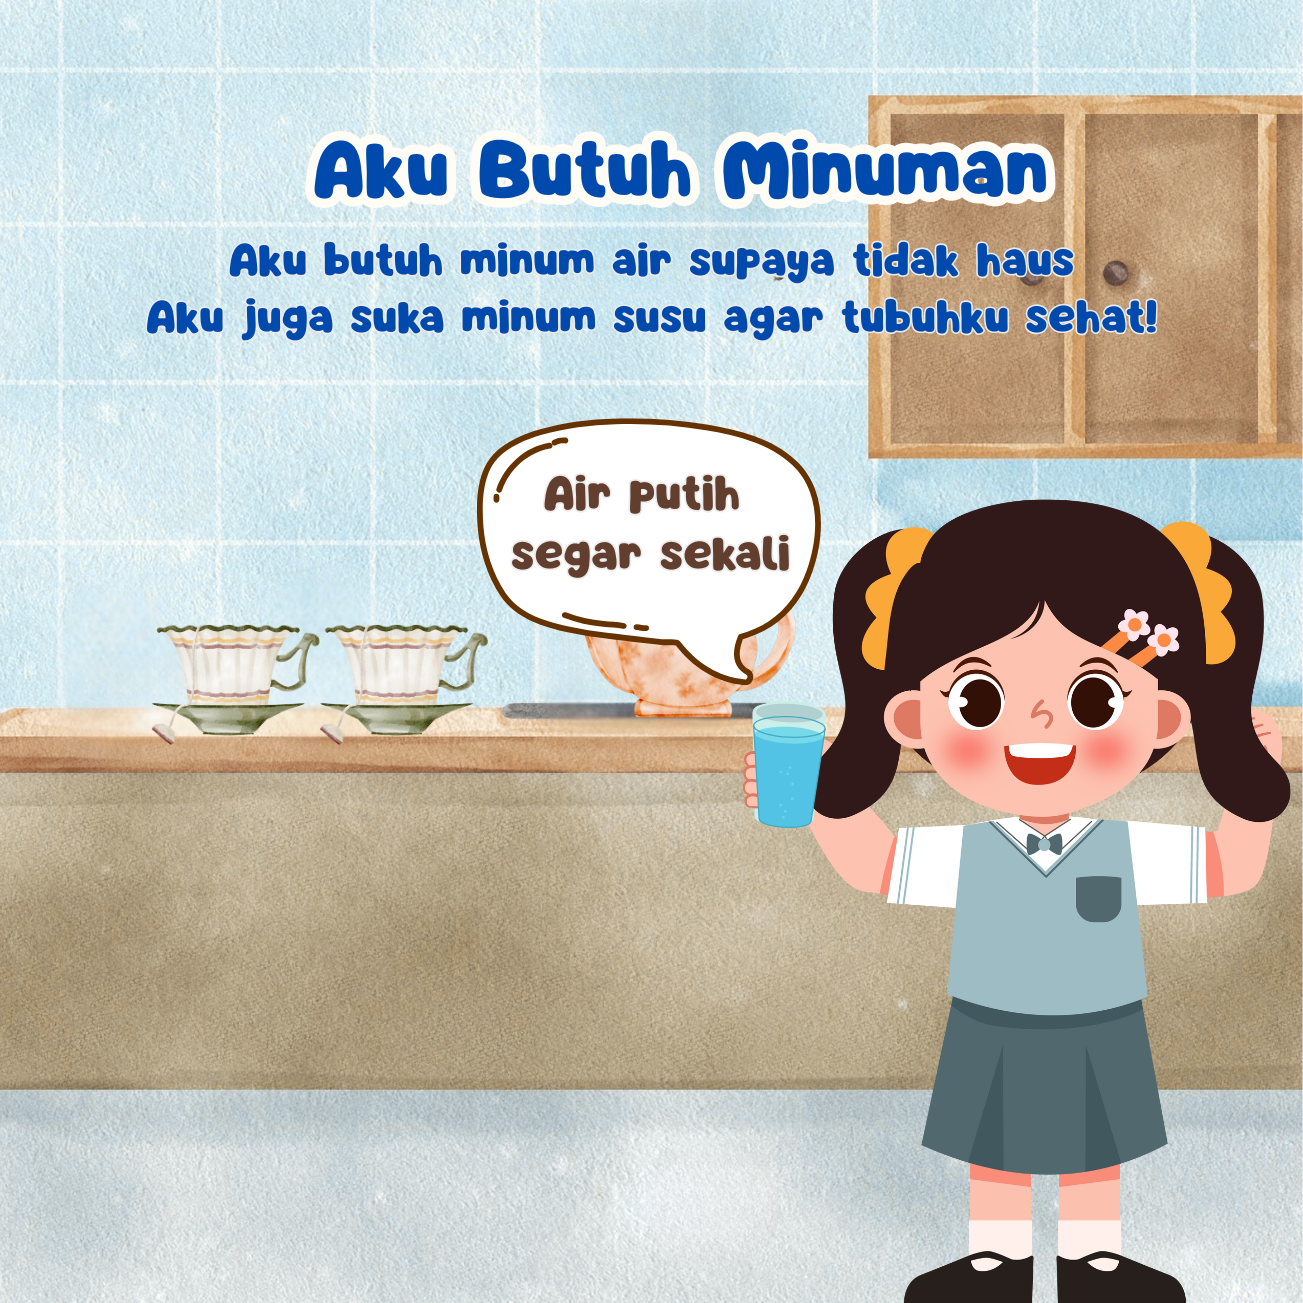 Aku Butuh Minuman
Aku butuh minum air supaya tidak haus
Aku juga suka minum susu agar tubuhku sehat!
Air putih
segar sekali